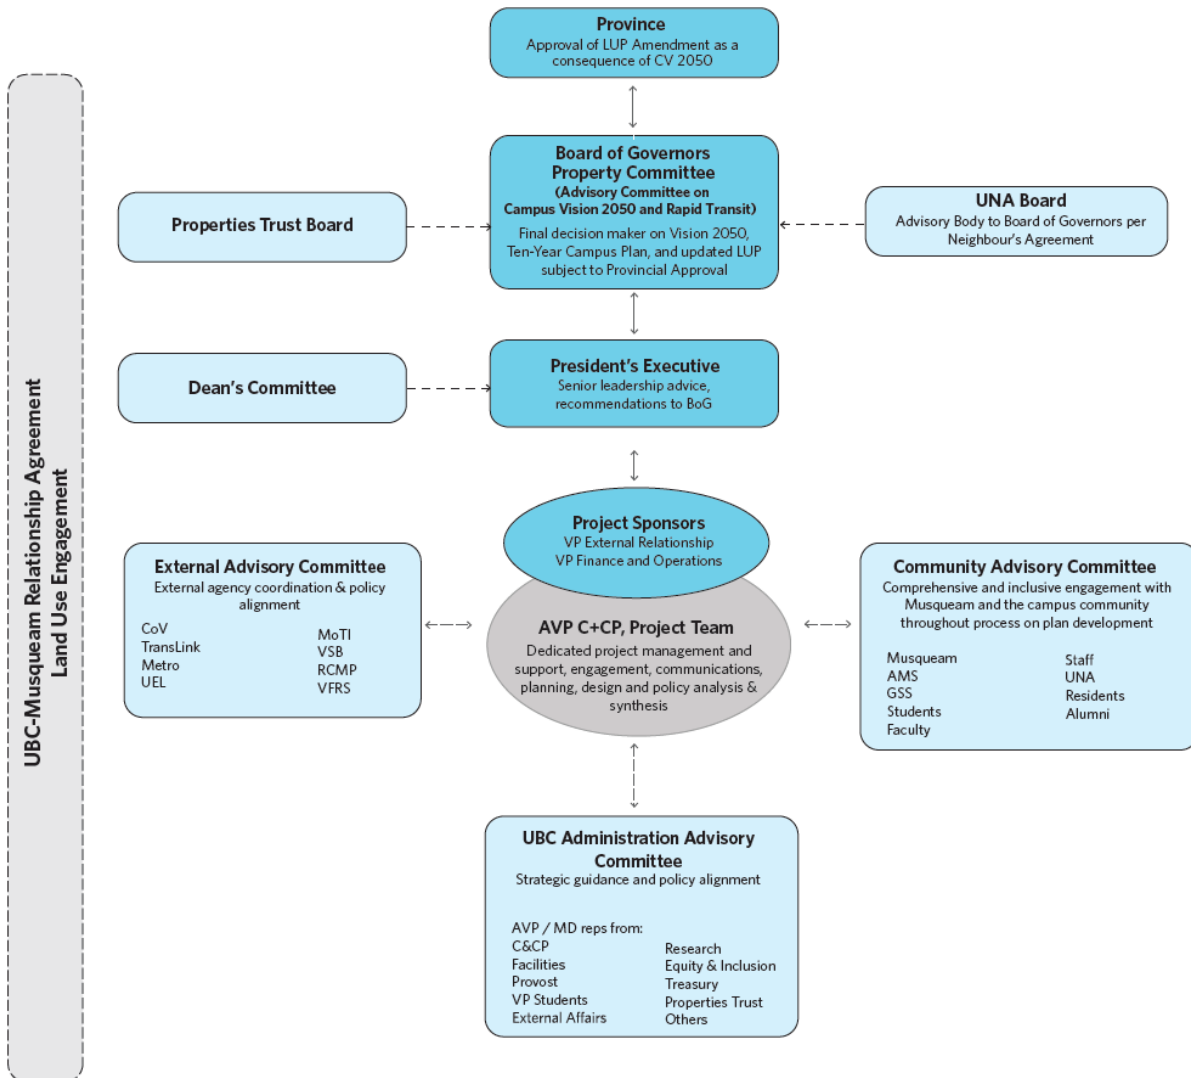 Province
Approval of LUP Amendment as a
consequence of CV 2050
Board of Governors
Property Committee
(Advisory Committee on
Campus Vision 2050 and Rapid Transit)
Final decision maker on Vision 2050,
Ten-Year Campus Plan, and updated LUP
subject to Provincial Approval
Properties Trust Board
UNA Board
Advisory Body to Board of Governors per
Neighbour's Agreement
President's Executive
Senior leadership advice,
recommendations to BoG
Dean's Committee
UBC-Musqueam Relationship Agreement
Land Use Engagement
Project Sponsors
VP External Relationship
VP Finance and Operations
AVP C+CP, Project Team
Dedicated project management and
support, engagement, communications,
planning, design and policy analysis &
synthesis
External Advisory Committee
External agency coordination & policy
alignment
CoV
TransLink
Metro
UEL
MoTI
VSB
RCMP
VFRS
Community Advisory Committee
Comprehensive and inclusive engagement with
Musqueam and the campus community
throughout process on plan development
Musqueam
AMS
GSS
Students
Faculty
Staff
UNA
Residents
Alumni
UBC Administration Advisory
Committee
Strategic guidance and policy alignment
AVP / MD reps from:
C&CP
Facilities
Provost
VP Students
External Affairs
Research
Equity & Inclusion
Treasury
Properties Trust
Others